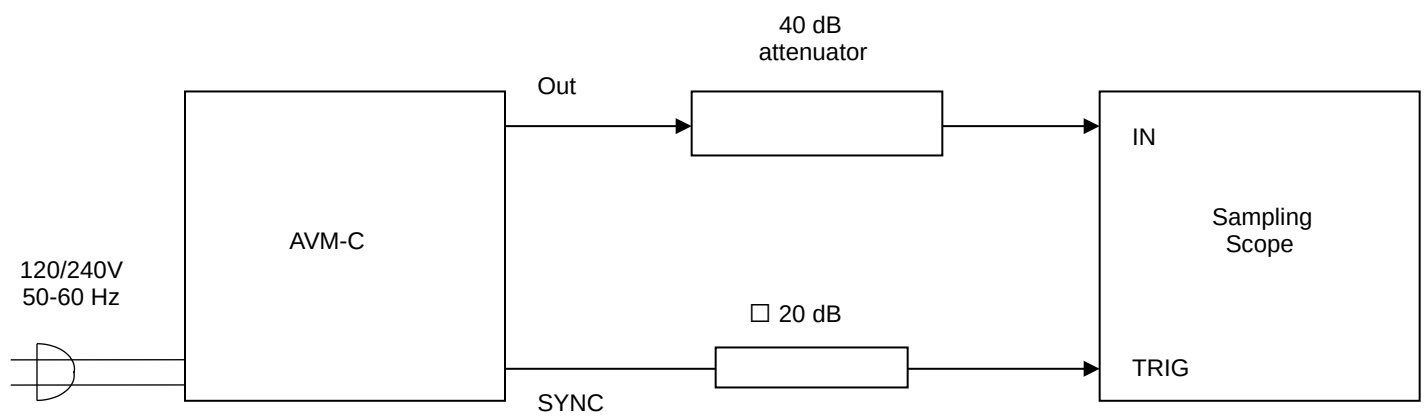 40 dB
attenuator
Out
IN
AVM-C
Sampling
Scope
120/240V
50-60 Hz
□ 20 dB
TRIG
SYNC